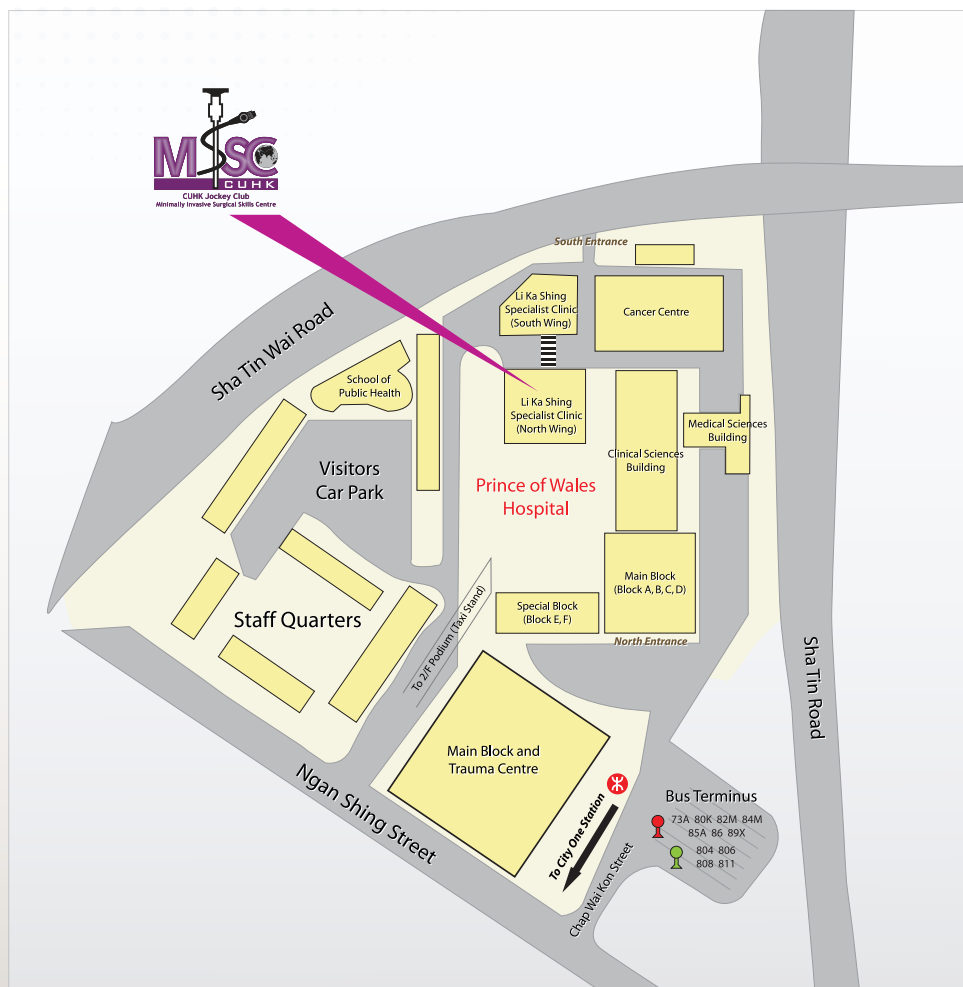 MISC
CUHK
CUHK Jockey Club
Minimally Invasive Surgical Skills Centre
South Entrance
Sha Tin Wai Road
Li Ka Shing
Specialist Clinic
(South Wing)
Cancer Centre
School of
Public Health
Li Ka Shing
Specialist Clinic
(North Wing)
Medical Sciences
Building
Clinical Sciences
Building
Visitors
Car Park
Prince of Wales
Hospital
Main Block
(Block A, B, C, D)
Special Block
(Block E, F)
Staff Quarters
To 2/F Podium (Taxi Stand)
North Entrance
Sha Tin Road
Main Block and
Trauma Centre
Ngan Shing Street
To City One Station
Bus Terminus
73A 80K 82M 84M
85A 86 89X
804 806
808 811
Chap Wai Kon Street